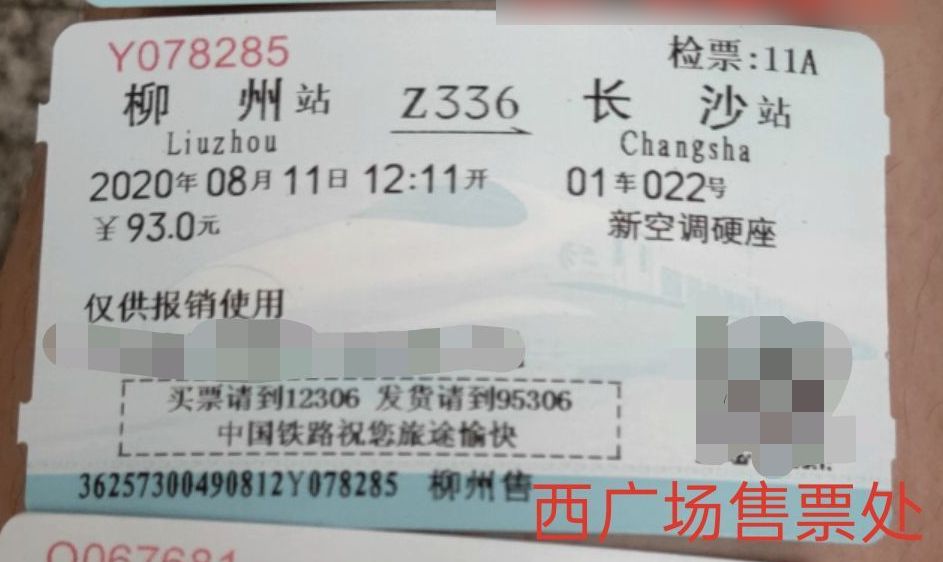 Y078285 检票:11A
柳州站 Z336 长沙站
Liuzhou Changsha
2020年08月11日 12:11开 01车022号
￥93.0元 新空调硬座
仅供报销使用
买票请到12306 发货请到95306
中国铁路祝您旅途愉快
36257300490812Y078285 柳州售
西广场售票处